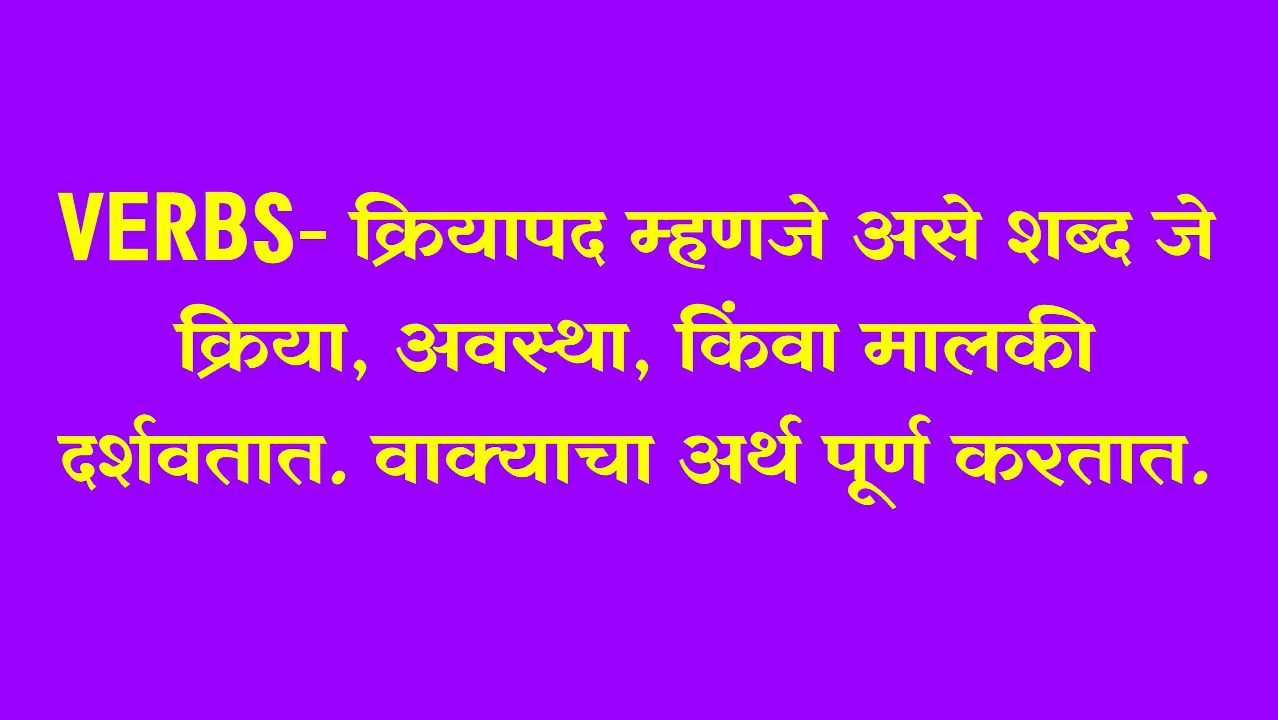 VERBS- क्रियापद म्हणजे असे शब्द जे
क्रिया, अवस्था, किंवा मालकी
दर्शवतात. वाक्याचा अर्थ पूर्ण करतात.